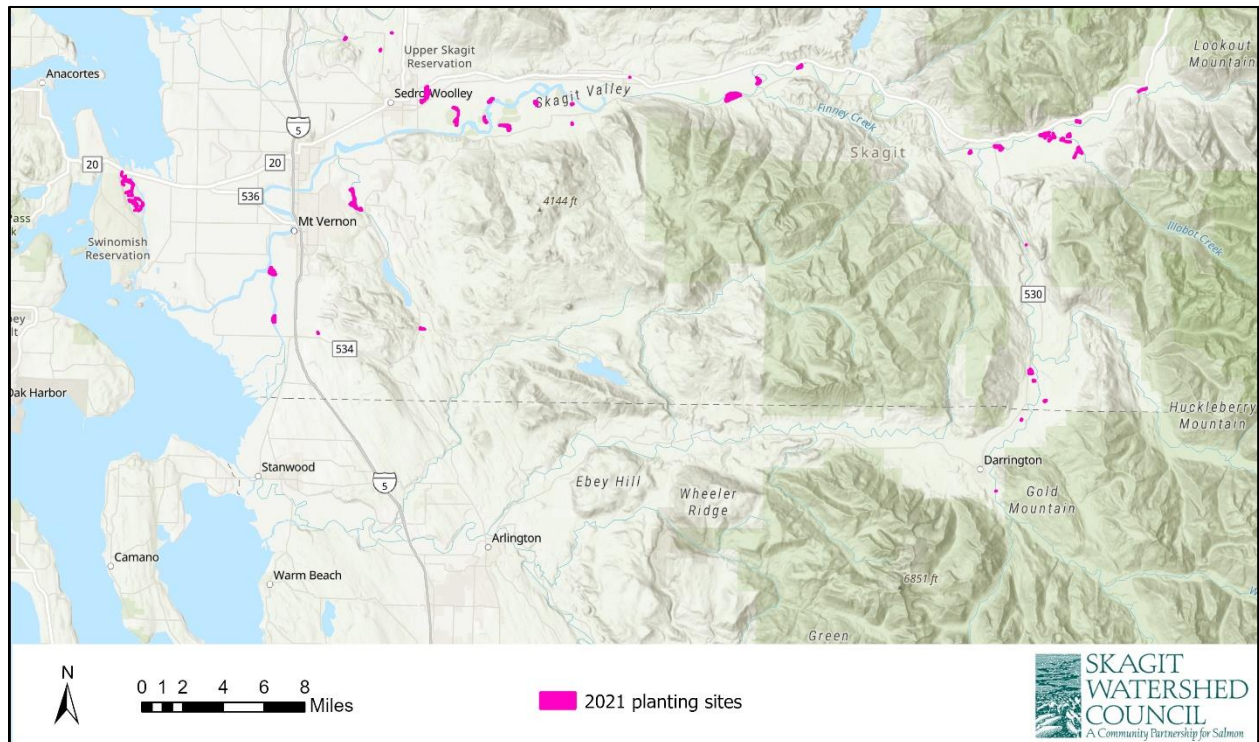 Lookout
Mountain
Upper Skagit
Reservation
Anacortes
Sedro Woolley
Skagit Valley
5
Finney Creek
Skagit
20
20
536
4144 ft
Pass
Mt Vernon
Swinomish
Reservation
Illabot Creek
530
534
Oak Harbor
Huckleberry
Mountain
Stanwood
Darrington
5
Ebey Hill
Wheeler
Ridge
Gold
Mountain
Arlington
Camano
Warm Beach
6851 ft
Green
N
0 1 2 4 6 8
Miles
2021 planting sites
SKAGIT
WATERSHED
COUNCIL
A Community Partnership for Salmon